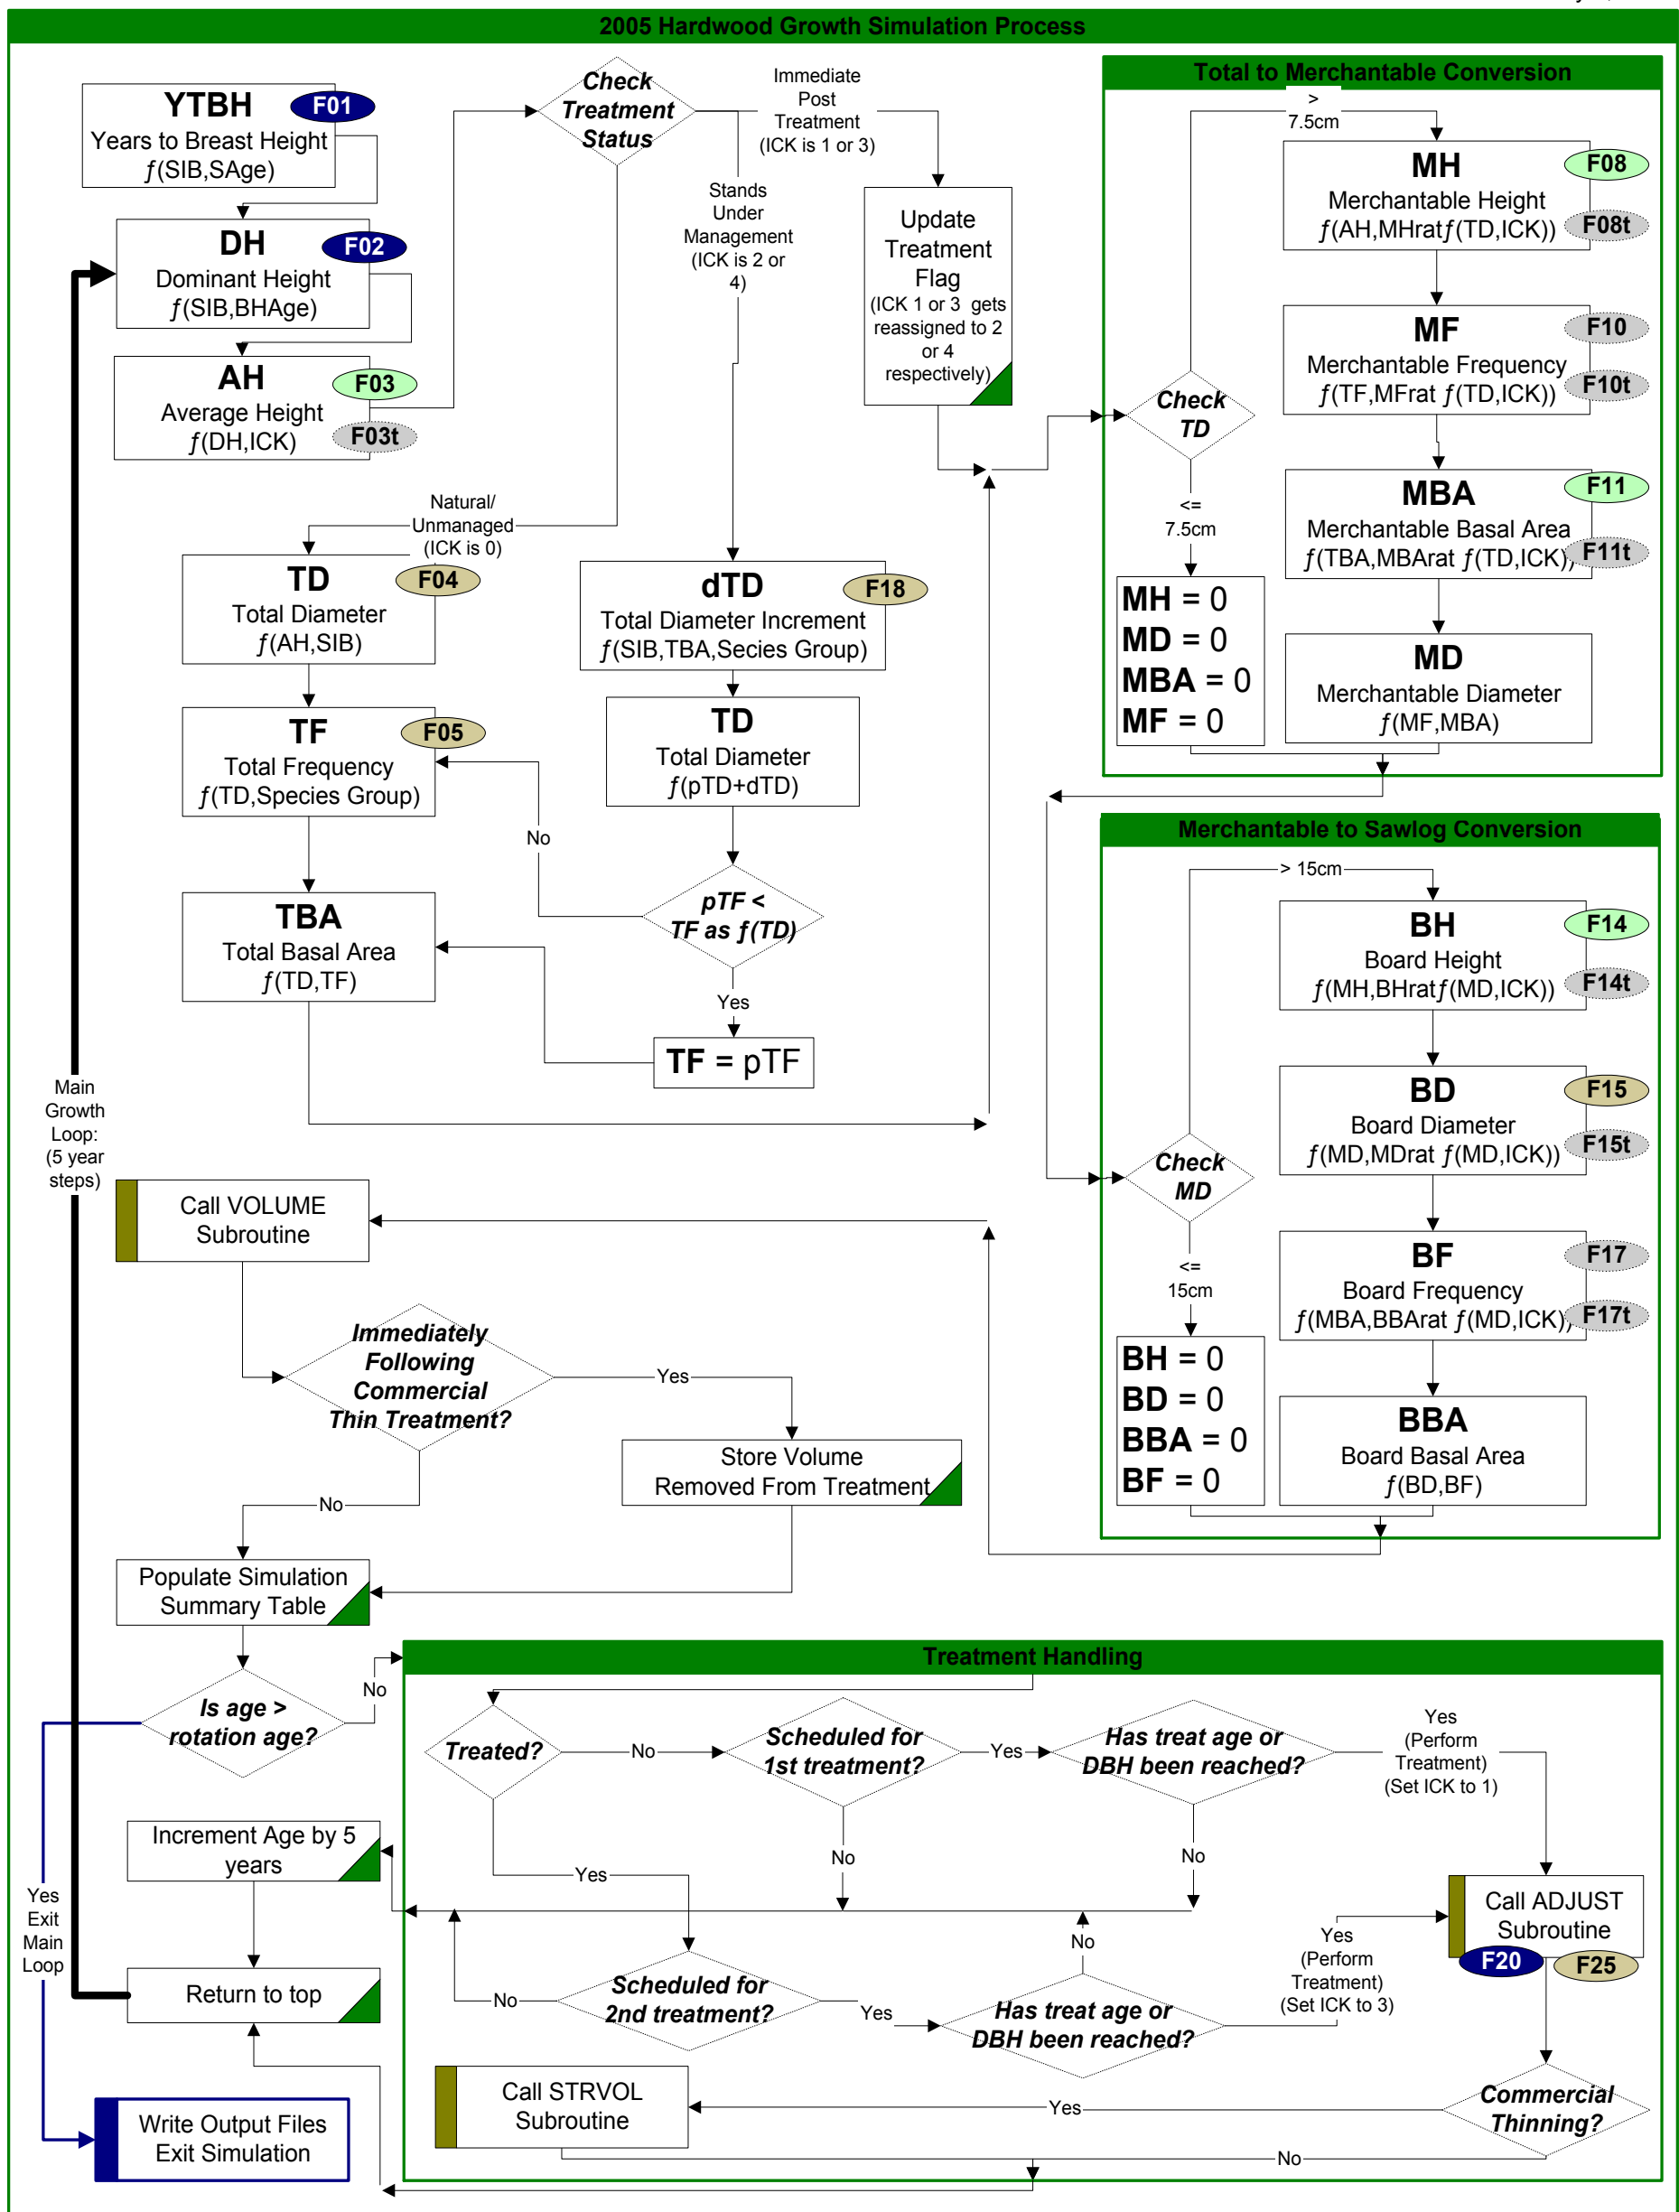 2005 Hardwood Growth Simulation Process
YTBH
F01
Years to Breast Height
ƒ(SIB,SAge)
DH
F02
Dominant Height
ƒ(SIB,BHAge)
AH
F03
Average Height
ƒ(DH,ICK)
F03t
Check
Treatment
Status
Immediate
Post
Treatment
(ICK is 1 or 3)
Stands
Under
Management
(ICK is 2 or
4)
Update
Treatment
Flag
(ICK 1 or 3 gets
reassigned to 2
or 4
respectively)
Natural/
Unmanaged
(ICK is 0)
TD
F04
Total Diameter
ƒ(AH,SIB)
TF
F05
Total Frequency
ƒ(TD,Species Group)
TBA
Total Basal Area
ƒ(TD,TF)
dTD
F18
Total Diameter Increment
ƒ(SIB,TBA,Secies Group)
TD
Total Diameter
ƒ(pTD+dTD)
No
pTF <
TF as ƒ(TD)
Yes
TF = pTF
Total to Merchantable Conversion
>
7.5cm
MH
F08
Merchantable Height
ƒ(AH,MHratƒ(TD,ICK))
F08t
MF
F10
Merchantable Frequency
ƒ(TF,MFrat ƒ(TD,ICK))
F10t
Check
TD
MBA
F11
Merchantable Basal Area
ƒ(TBA,MBArat ƒ(TD,ICK))
F11t
<=
7.5cm
MH = 0
MD = 0
MBA = 0
MF = 0
MD
Merchantable Diameter
ƒ(MF,MBA)
Merchantable to Sawlog Conversion
> 15cm
BH
F14
Board Height
ƒ(MH,BHratƒ(MD,ICK))
F14t
BD
F15
Board Diameter
ƒ(MD,MDrat ƒ(MD,ICK))
F15t
Check
MD
BF
F17
Board Frequency
ƒ(MBA,BBArat ƒ(MD,ICK))
F17t
<=
15cm
BH = 0
BD = 0
BBA = 0
BF = 0
BBA
Board Basal Area
ƒ(BD,BF)
Main
Growth
Loop:
(5 year
steps)
Call VOLUME
Subroutine
Immediately
Following
Commercial
Thin Treatment?
Yes
Store Volume
Removed From Treatment
No
Populate Simulation
Summary Table
Is age >
rotation age?
No
Yes
Exit
Main
Loop
Increment Age by 5
years
Return to top
Write Output Files
Exit Simulation
Treatment Handling
Treated?
No
Scheduled for
1st treatment?
Yes
Has treat age or
DBH been reached?
Yes
(Perform
Treatment)
(Set ICK to 1)
No
No
Yes
Call ADJUST
Subroutine
F20
F25
No
Scheduled for
2nd treatment?
Yes
No
Has treat age or
DBH been reached?
Yes
(Perform
Treatment)
(Set ICK to 3)
Call STRVOL
Subroutine
Yes
Commercial
Thinning?
No